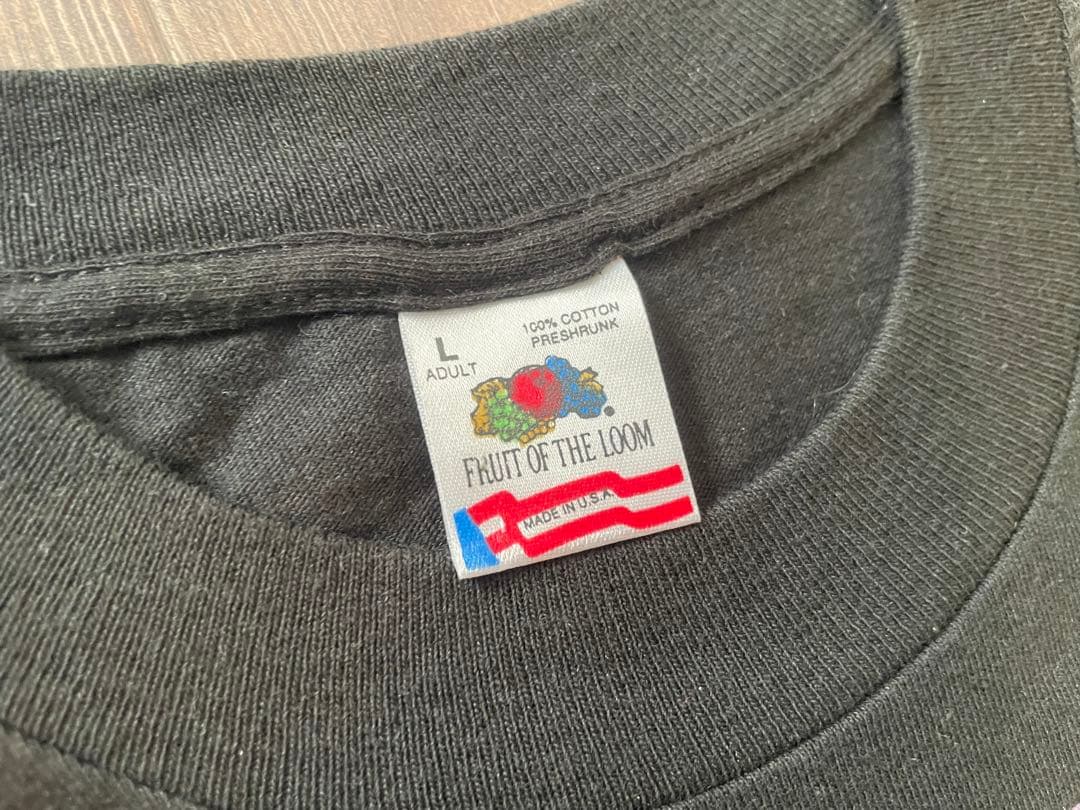 L
ADULT
100% COTTON
PRESHRUNK
FRUIT OF THE LOOM
MADE IN U.S.A.